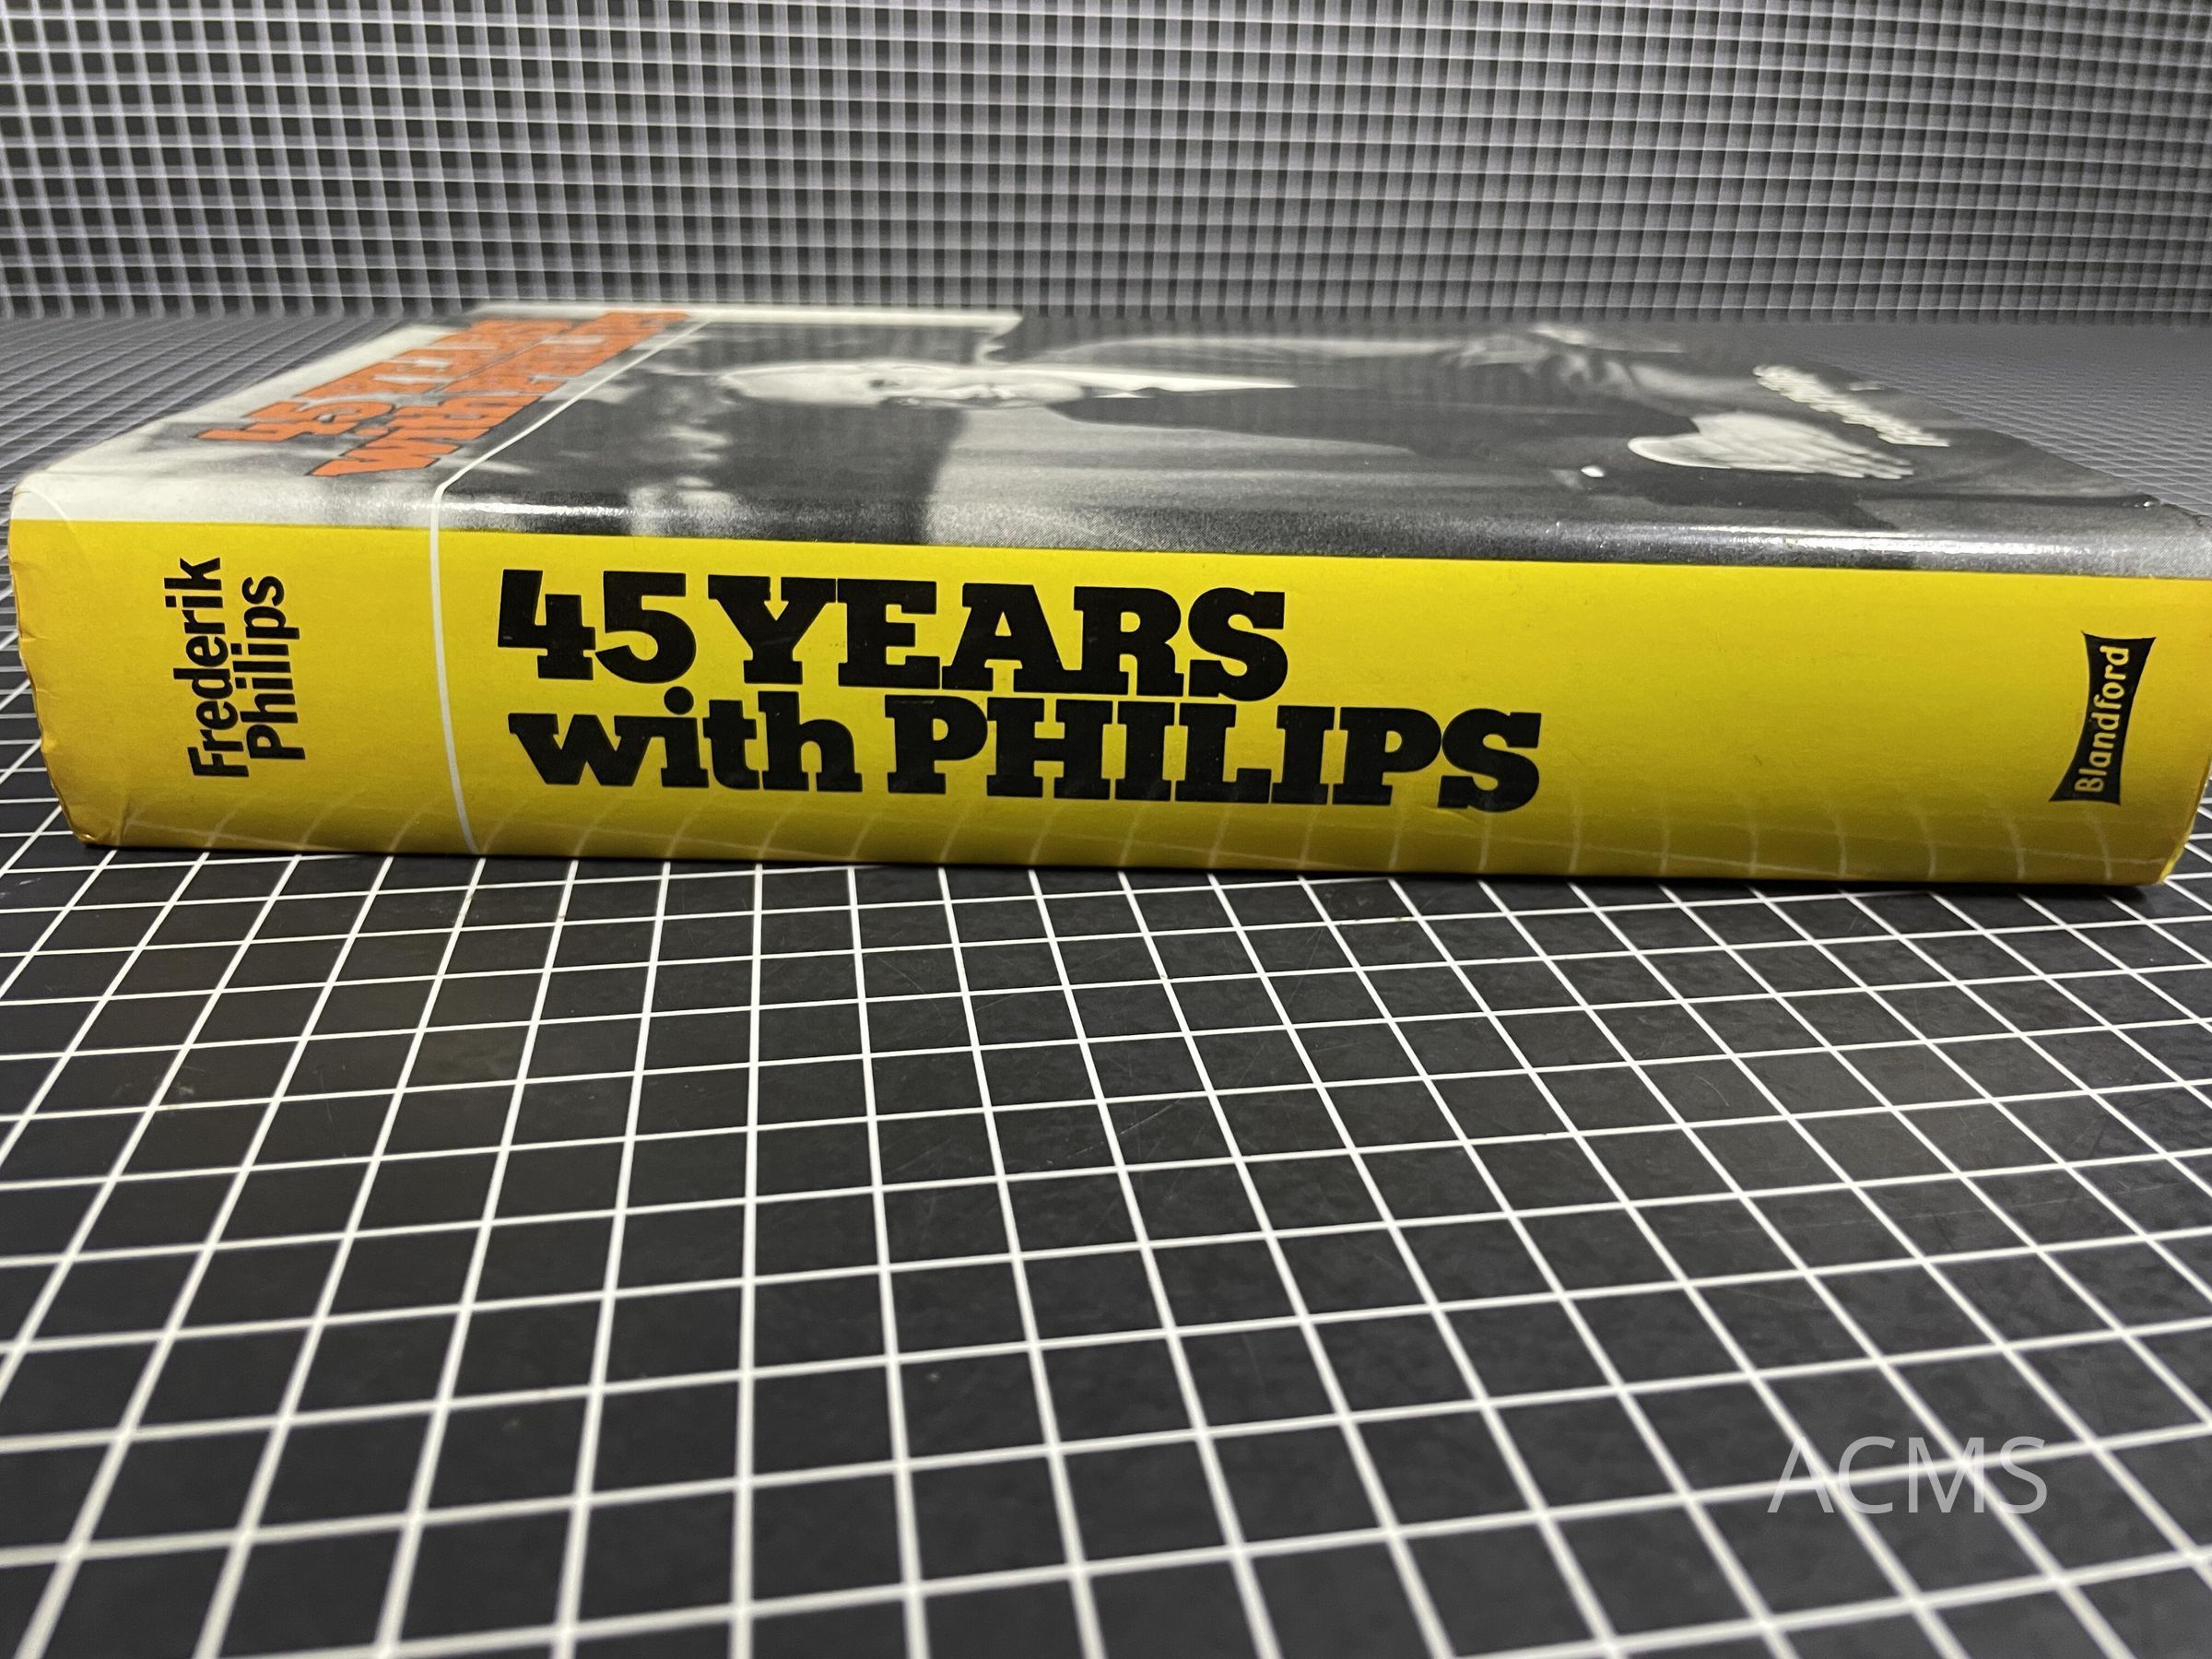 45 YEARS
with PHILIPS
Frederik
Philips
45 YEARS
with PHILIPS
Blandford
ACMS